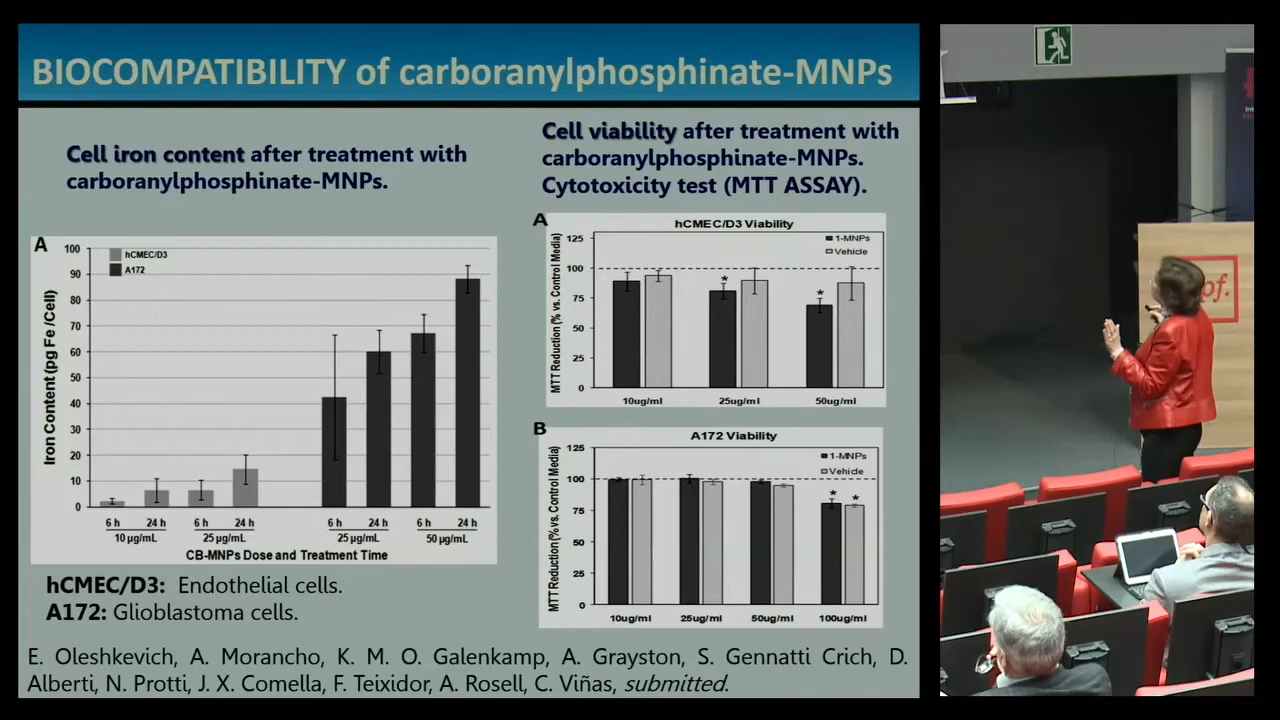 BIOCOMPATIBILITY of carboranylphosphinate-MNPs
Cell iron content after treatment with
carboranylphosphinate-MNPs.
Cell viability after treatment with
carboranylphosphinate-MNPs.
Cytotoxicity test (MTT ASSAY).
A
hCMEC/D3
A172
Iron Content (pg Fe /Cell)
100
90
80
70
60
50
40
30
20
10
0
6 h 24 h 6 h 24 h 6 h 24 h 6 h 24 h
10 µg/mL 25 µg/mL 25 µg/mL 50 µg/mL
CB-MNPs Dose and Treatment Time
A
hCMEC/D3 Viability
1-MNPs
Vehicle
MTT Reduction (% vs. Control Media)
125
100
75
50
25
0
* *
10ug/ml 25ug/ml 50ug/ml
B
A172 Viability
1-MNPs
Vehicle
MTT Reduction (% vs. Control Media)
125
100
75
50
25
0
* *
10ug/ml 25ug/ml 50ug/ml 100ug/ml
hCMEC/D3: Endothelial cells.
A172: Glioblastoma cells.
E. Oleshkevich, A. Morancho, K. M. O. Galenkamp, A. Grayston, S. Gennatti Crich, D.
Alberti, N. Protti, J. X. Comella, F. Teixidor, A. Rosell, C. Viñas, submitted.
pf.